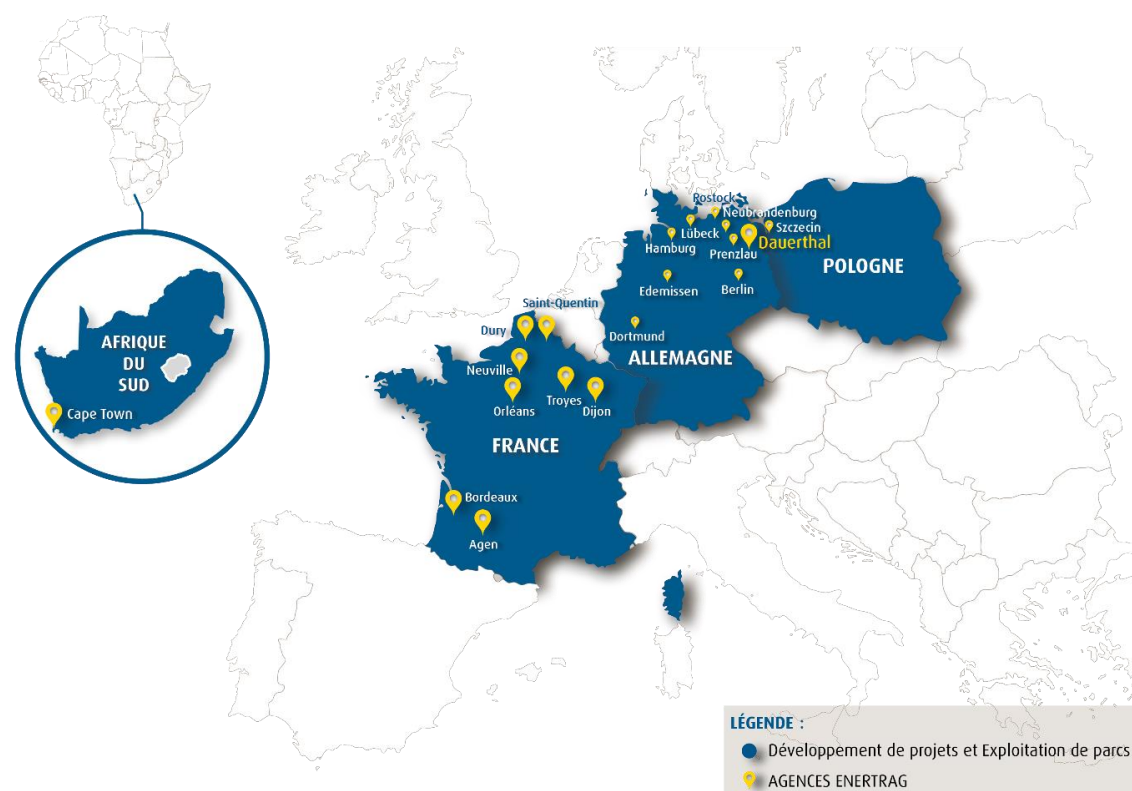 AFRIQUE
DU
SUD
Cape Town
Rostock
Neubrandenburg
Szczecin
Lübeck
Dauerthal
Hamburg
Prenzlau
POLOGNE
Edemissen
Berlin
Dortmund
ALLEMAGNE
Saint-Quentin
Dury
Neuville
Orléans
Troyes
Dijon
FRANCE
Bordeaux
Agen
LÉGENDE :
Développement de projets et Exploitation de parcs
AGENCES ENERTRAG